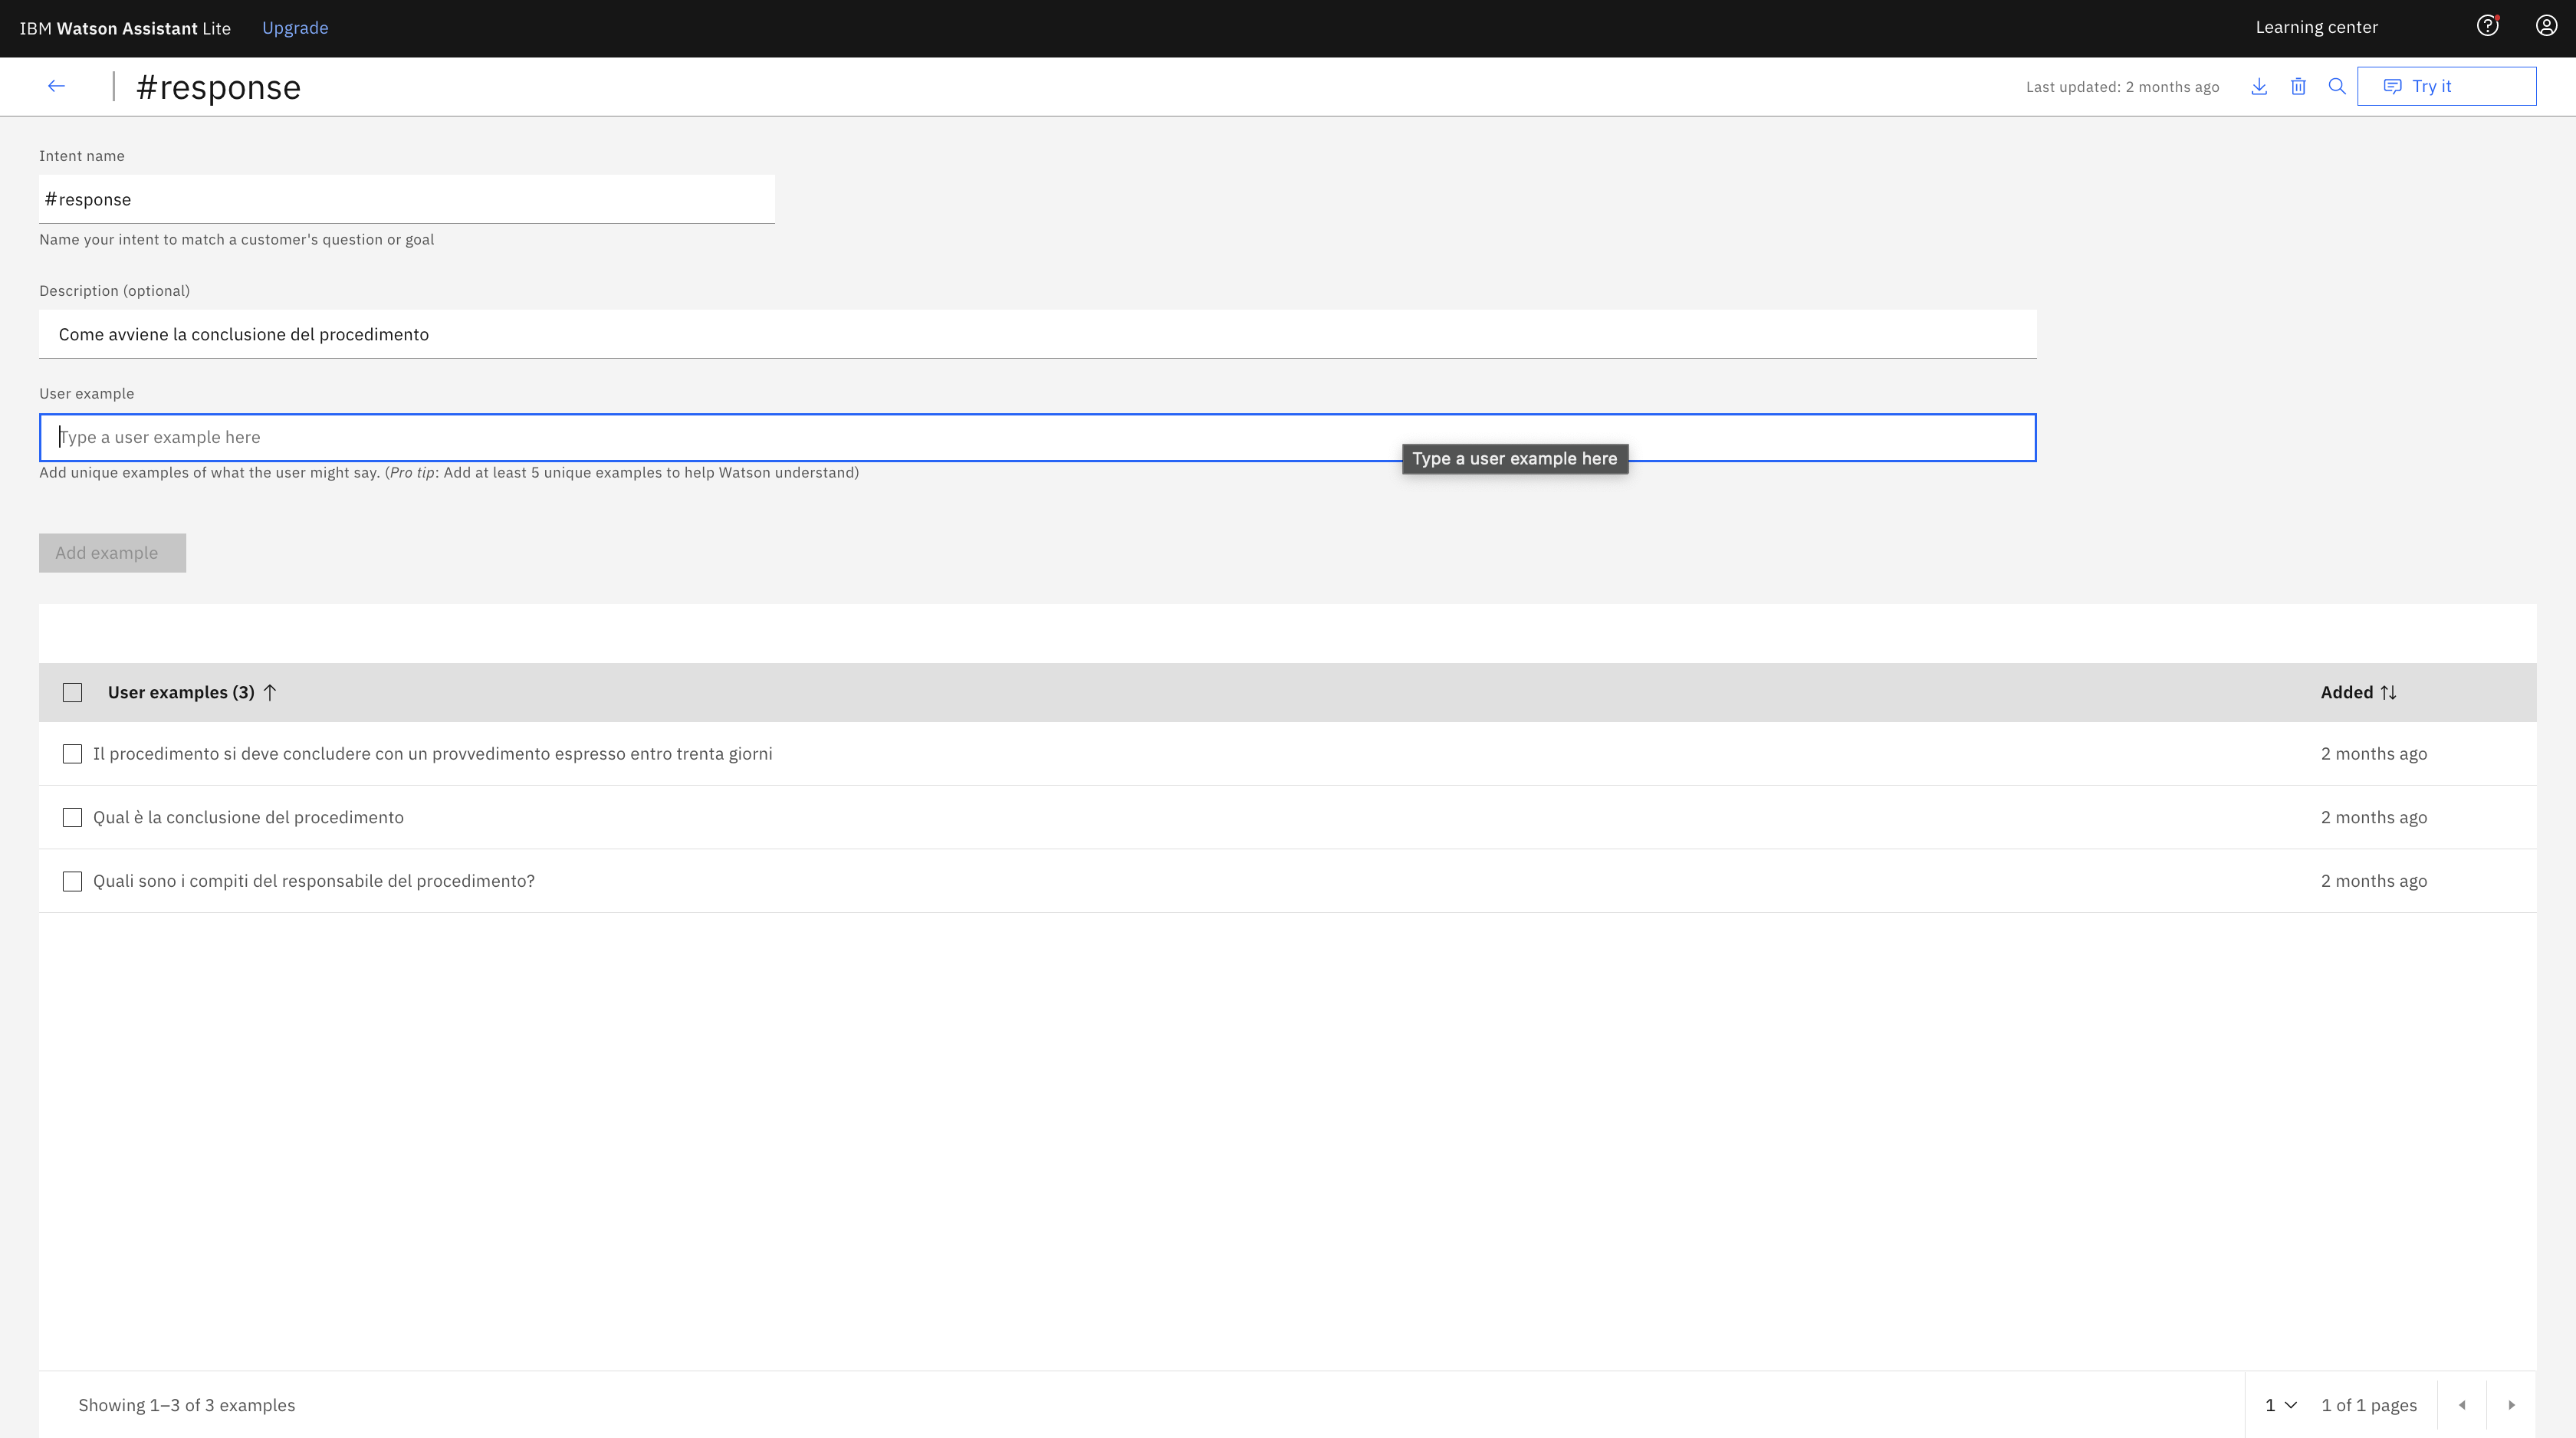 IBM Watson Assistant Lite Upgrade Learning center
#response Last updated: 2 months ago Try it
Intent name
#response
Name your intent to match a customer's question or goal
Description (optional)
Come avviene la conclusione del procedimento
User example
Type a user example here
Type a user example here
Add unique examples of what the user might say. (Pro tip: Add at least 5 unique examples to help Watson understand)
Add example
User examples (3) Added
Il procedimento si deve concludere con un provvedimento espresso entro trenta giorni 2 months ago
Qual è la conclusione del procedimento 2 months ago
Quali sono i compiti del responsabile del procedimento? 2 months ago
Showing 1–3 of 3 examples 1 1 of 1 pages